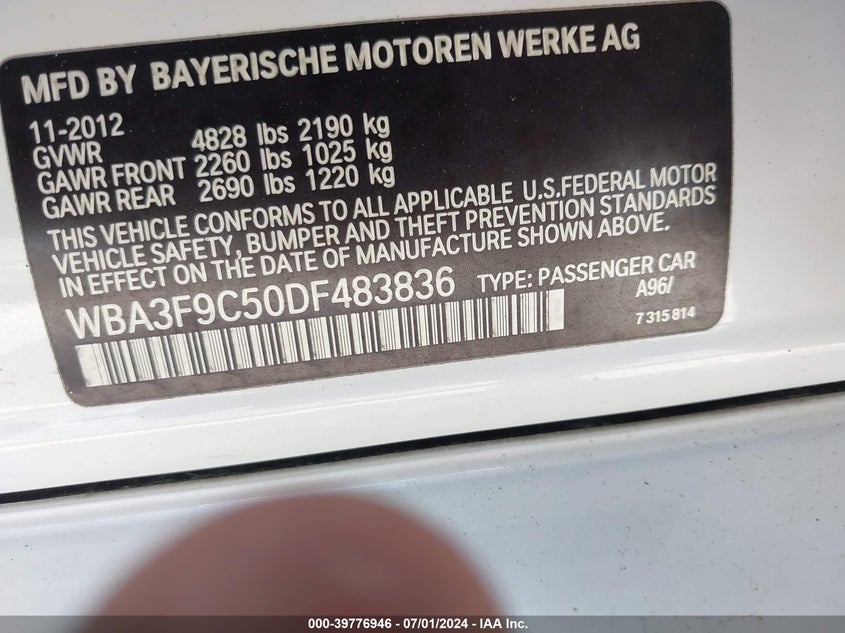 MFD BY BAYERISCHE MOTOREN WERKE AG
11-2012
GVWR 4828 lbs 2190 kg
GAWR FRONT 2260 lbs 1025 kg
GAWR REAR 2690 lbs 1220 kg
THIS VEHICLE CONFORMS TO ALL APPLICABLE U.S.FEDERAL MOTOR
VEHICLE SAFETY, BUMPER AND THEFT PREVENTION STANDARDS
IN EFFECT ON THE DATE OF MANUFACTURE SHOWN ABOVE.
WBA3F9C50DF483836 TYPE: PASSENGER CAR
A96/
7 315 814
000-39776946 - 07/01/2024 - IAA Inc.